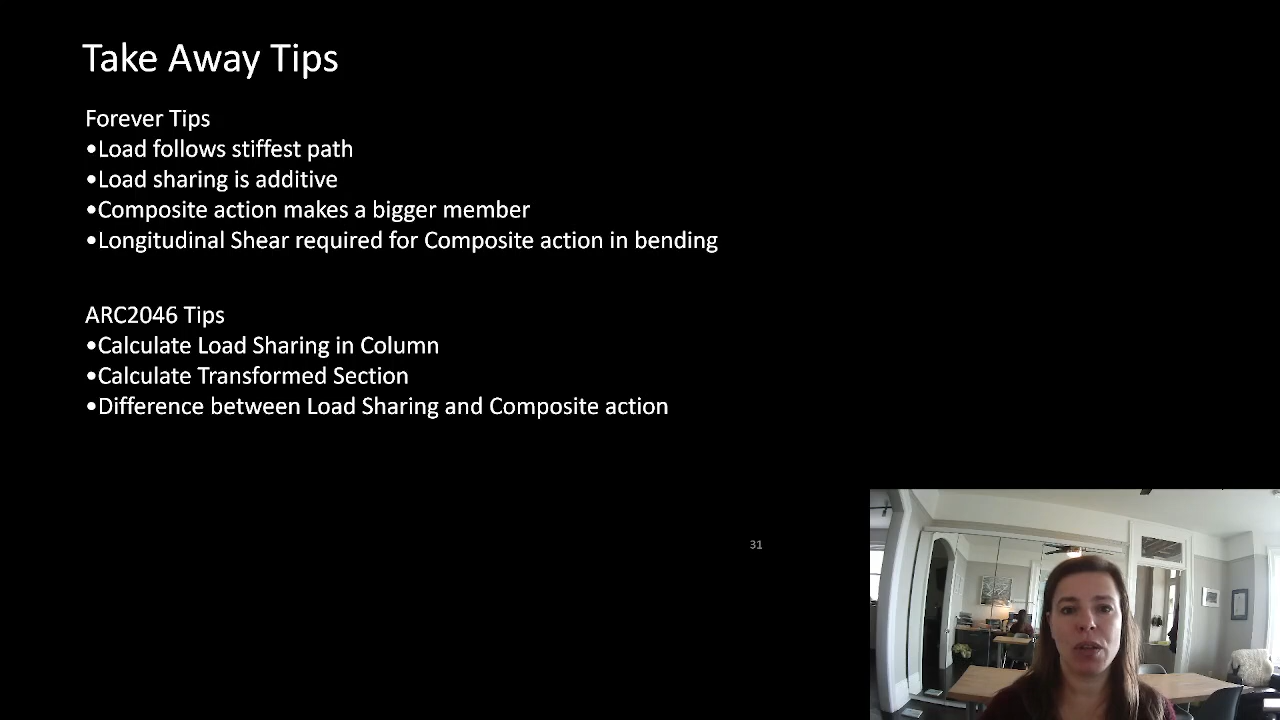 Take Away Tips
Forever Tips
•Load follows stiffest path
•Load sharing is additive
•Composite action makes a bigger member
•Longitudinal Shear required for Composite action in bending
ARC2046 Tips
•Calculate Load Sharing in Column
•Calculate Transformed Section
•Difference between Load Sharing and Composite action
31